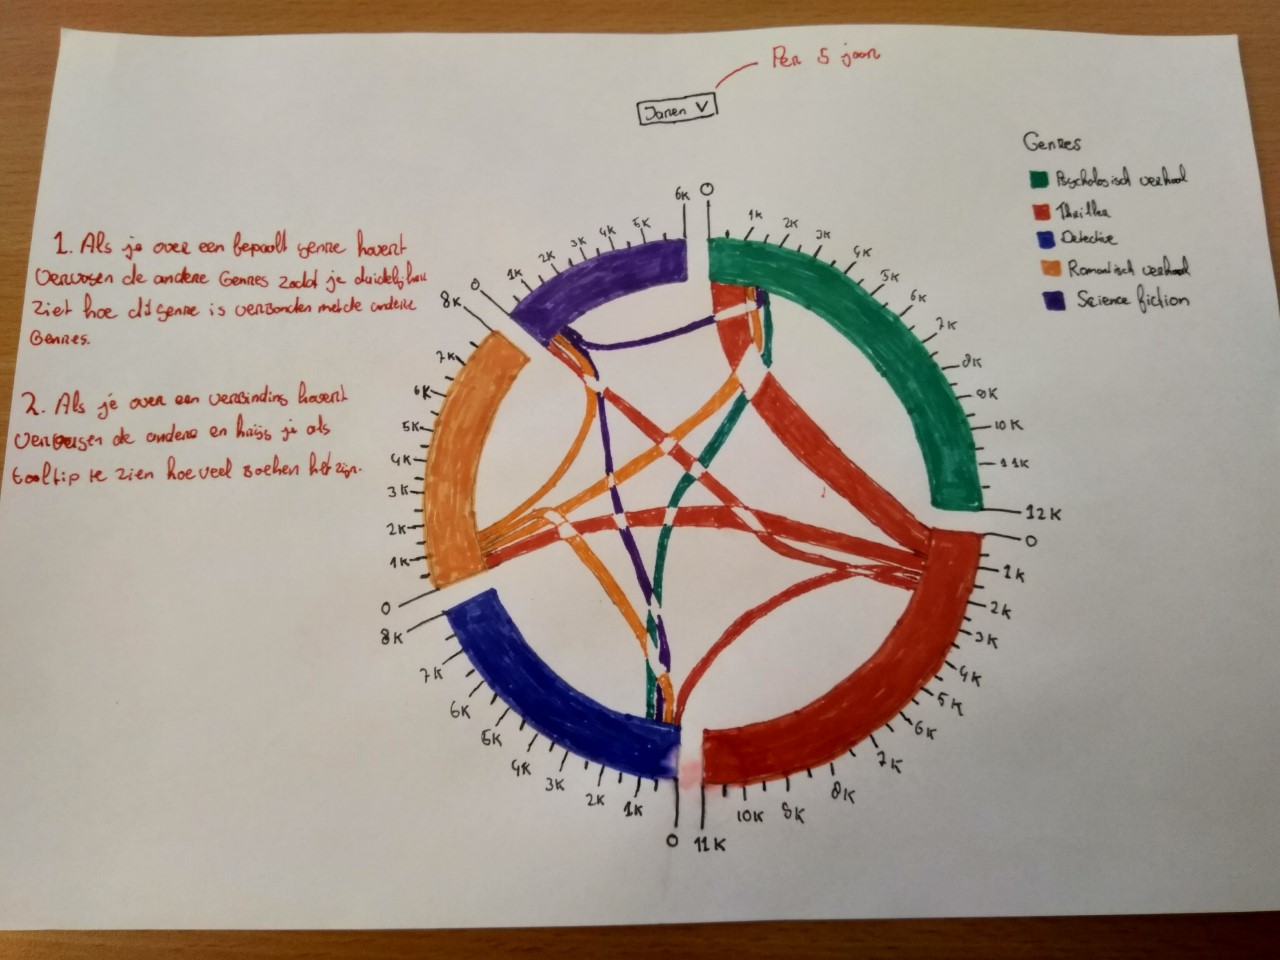 Per 5 jaar
Jaren V
Genres
Psychologisch verhaal
Thriller
Detective
Romantisch verhaal
Science fiction
1. Als je over een bepaalt genre hovert
verdwijnen de andere Genres zodat je duidelijker
ziet hoe dit genre is verbonden met de andere
Genres.
2. Als je over een verbinding hovert
verdwijnen de andere en krijg je als
tooltip te zien hoeveel boeken het zijn.
0
1K
2K
3K
4K
5K
6K
7K
8K
9K
10K
11K
12K
0
1K
2K
3K
4K
5K
6K
7K
8K
9K
10K
11K
0
1K
2K
3K
4K
5K
6K
7K
8K
0
1K
2K
3K
4K
5K
6K
7K
8K
0
1K
2K
3K
4K
5K
6K